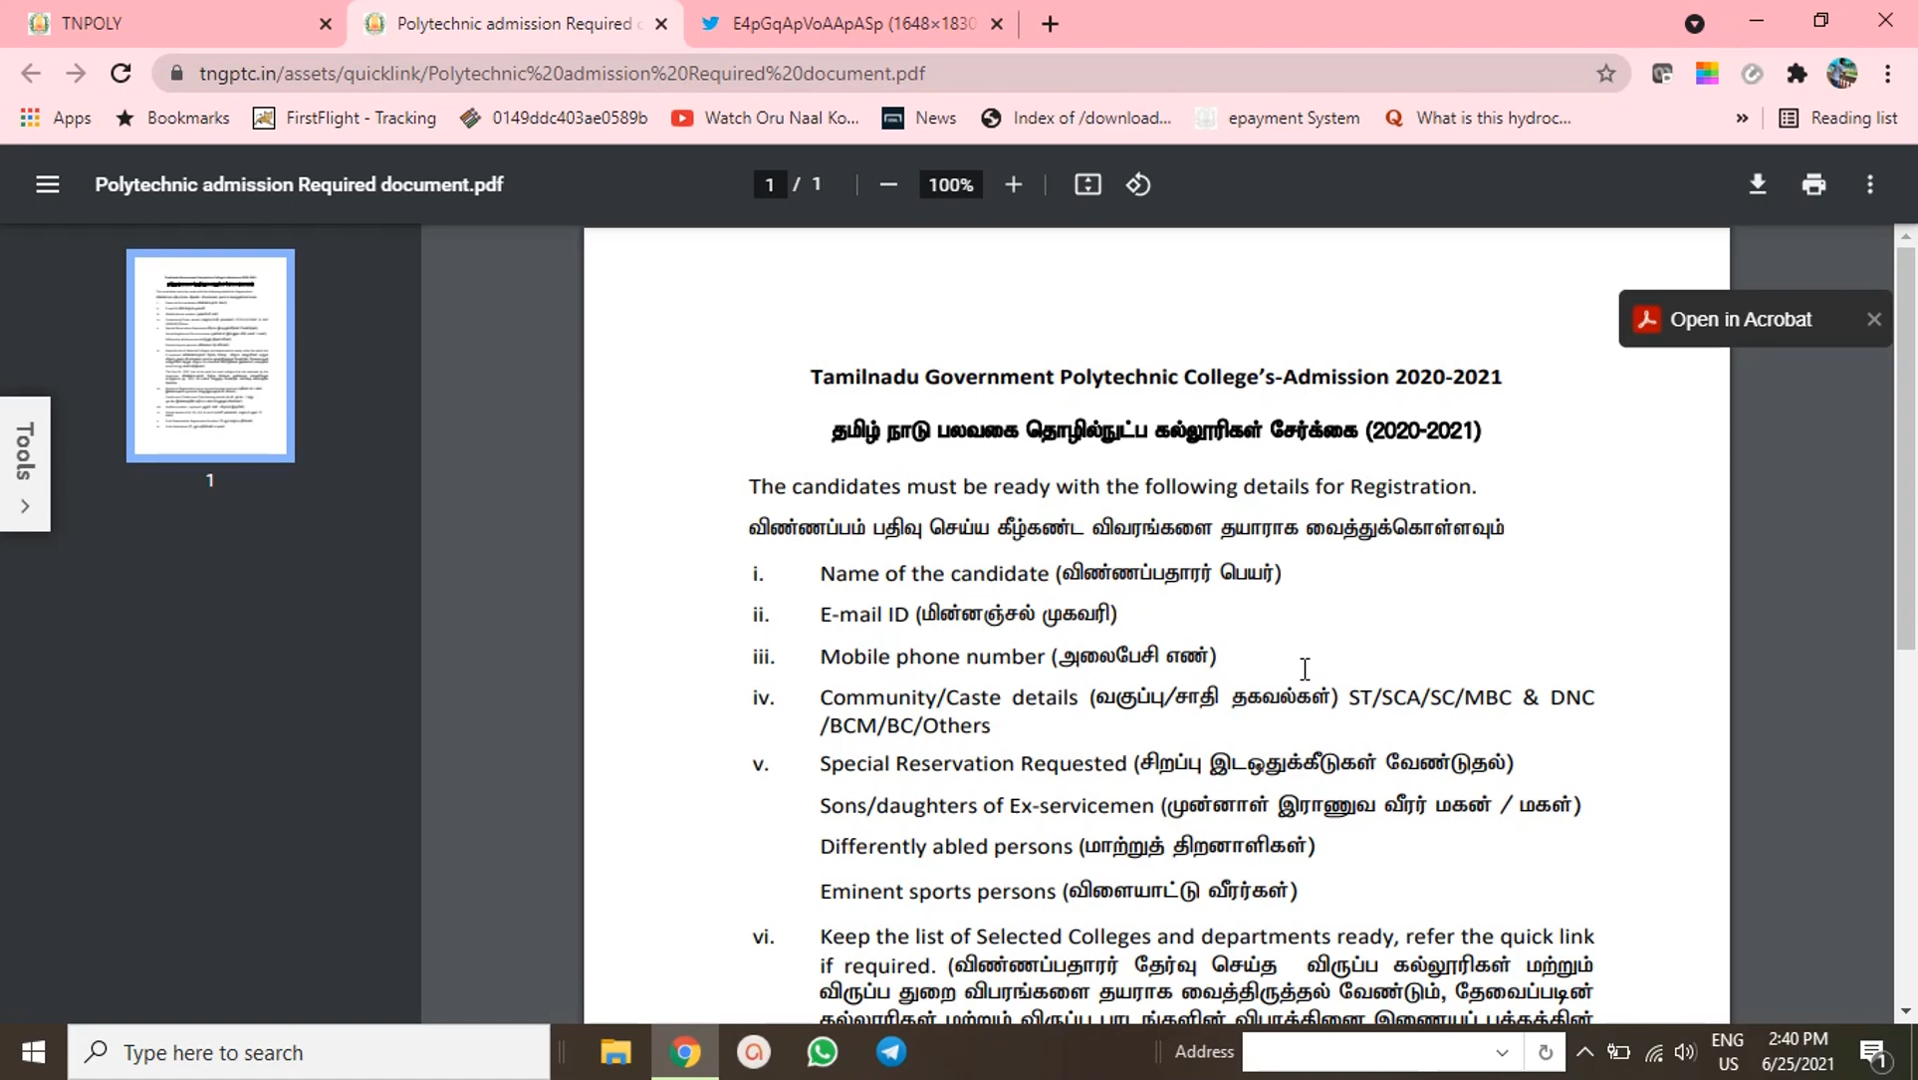 TNPOLY
Polytechnic admission Required
E4pGqApVoAApASp (1648×1830
tngptc.in/assets/quicklink/Polytechnic%20admission%20Required%20document.pdf
Apps Bookmarks FirstFlight - Tracking 0149ddc403ae0589b Watch Oru Naal Ko... News Index of /download... epayment System What is this hydroc... » Reading list
Polytechnic admission Required document.pdf 1 / 1 100%
Open in Acrobat
Tools
1
Tamilnadu Government Polytechnic College's-Admission 2020-2021
தமிழ் நாடு பலவகை தொழில்நுட்ப கல்லூரிகள் சேர்க்கை (2020-2021)
The candidates must be ready with the following details for Registration.
விண்ணப்பம் பதிவு செய்ய கீழ்கண்ட விவரங்களை தயாராக வைத்துக்கொள்ளவும்
i. Name of the candidate (விண்ணப்பதாரர் பெயர்)
ii. E-mail ID (மின்னஞ்சல் முகவரி)
iii. Mobile phone number (அலைபேசி எண்)
iv. Community/Caste details (வகுப்பு/சாதி தகவல்கள்) ST/SCA/SC/MBC & DNC
/BCM/BC/Others
v. Special Reservation Requested (சிறப்பு இடஒதுக்கீடுகள் வேண்டுதல்)
Sons/daughters of Ex-servicemen (முன்னாள் இராணுவ வீரர் மகன் / மகள்)
Differently abled persons (மாற்றுத் திறனாளிகள்)
Eminent sports persons (விளையாட்டு வீரர்கள்)
vi. Keep the list of Selected Colleges and departments ready, refer the quick link
if required. (விண்ணப்பதாரர் தேர்வு செய்த விருப்ப கல்லூரிகள் மற்றும்
விருப்ப துறை விபரங்களை தயராக வைத்திருத்தல் வேண்டும், தேவைப்படின்
கல்லூரிகள் மற்றும் விருப்ப பாடங்களின்
Type here to search
Address
ENG
US
2:40 PM
6/25/2021
1